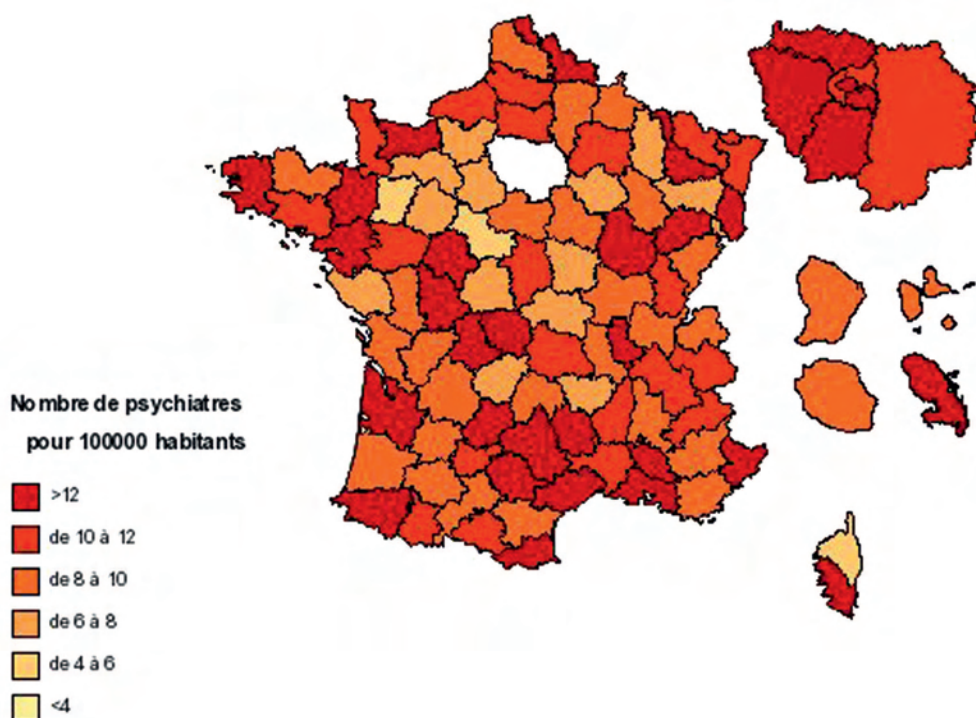 Nombre de psychiatres
pour 100000 habitants
>12
de 10 à 12
de 8 à 10
de 6 à 8
de 4 à 6
<4